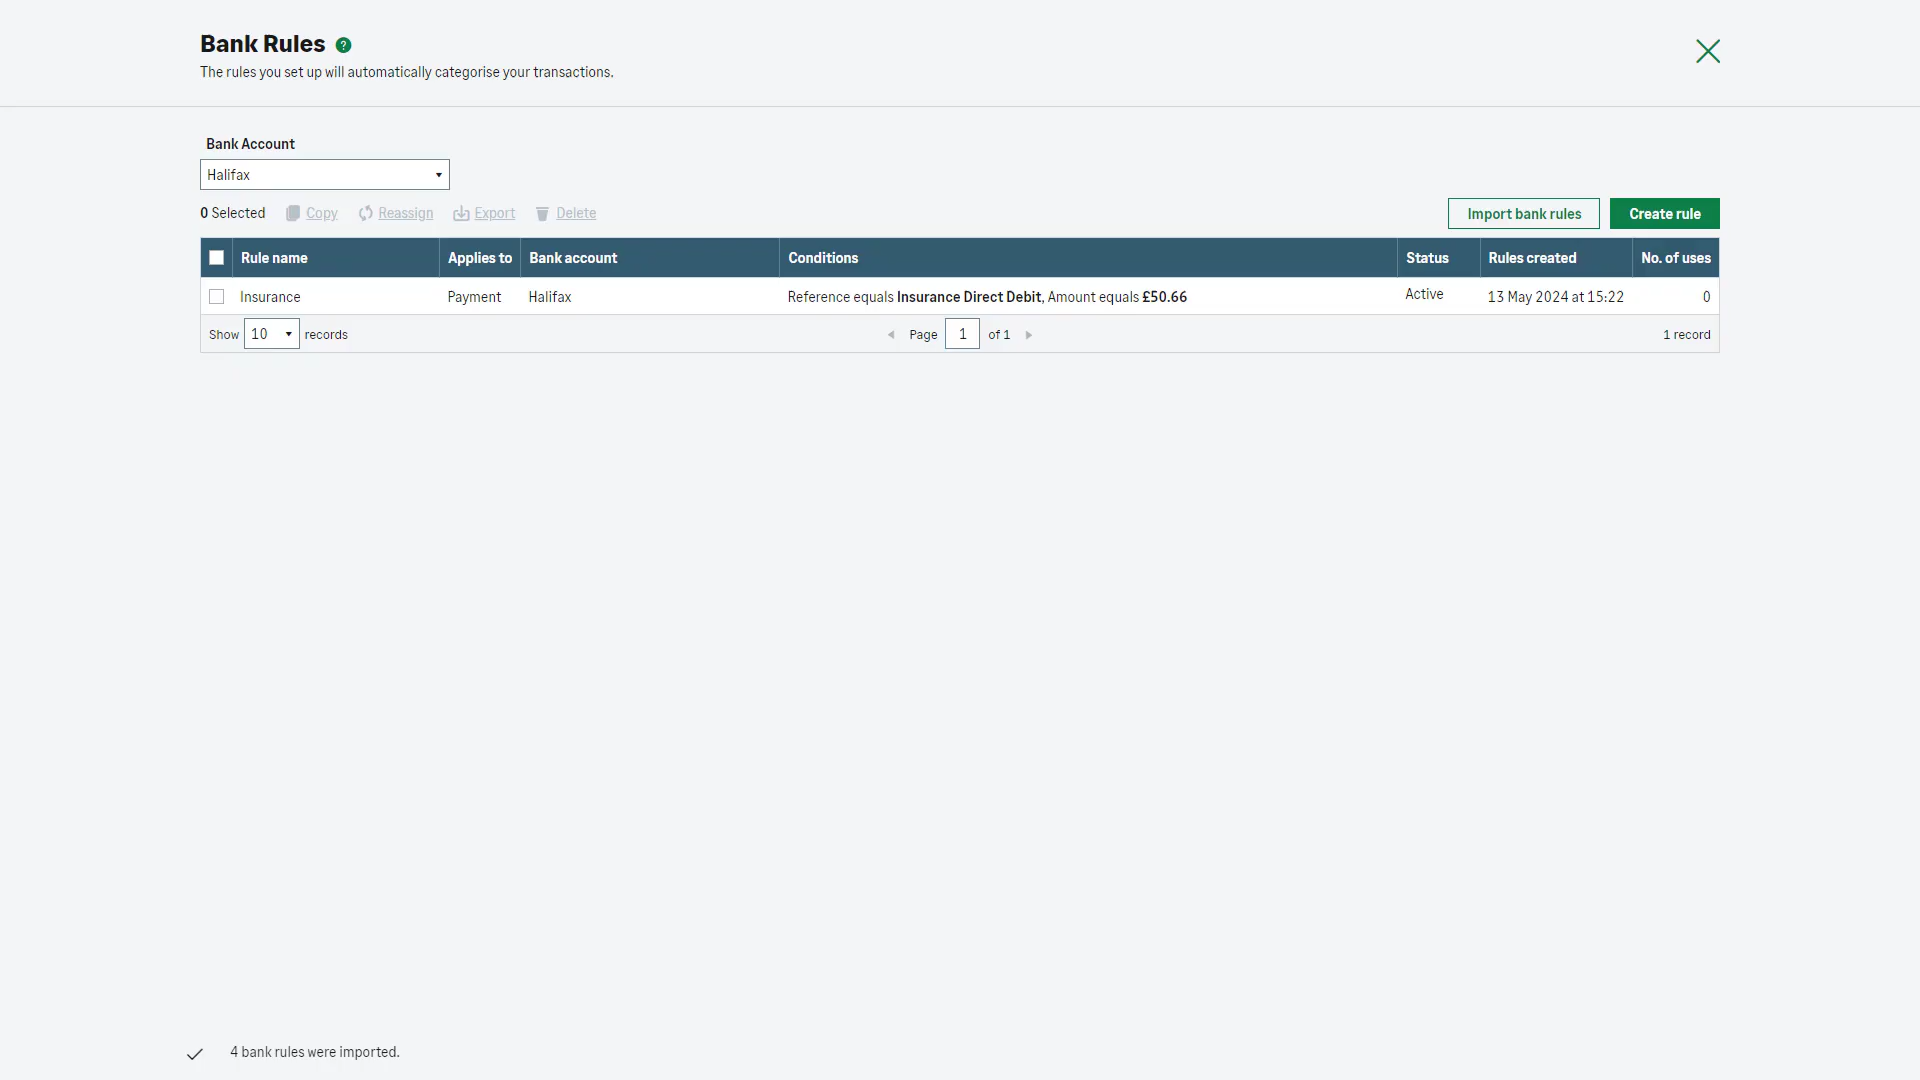 Bank Rules ?
The rules you set up will automatically categorise your transactions.
Bank Account
Halifax
0 Selected Copy Reassign Export Delete Import bank rules Create rule
Rule name Applies to Bank account Conditions Status Rules created No. of uses
Insurance Payment Halifax Reference equals Insurance Direct Debit, Amount equals £50.66 Active 13 May 2024 at 15:22 0
Show 10 records Page 1 of 1 1 record
4 bank rules were imported.